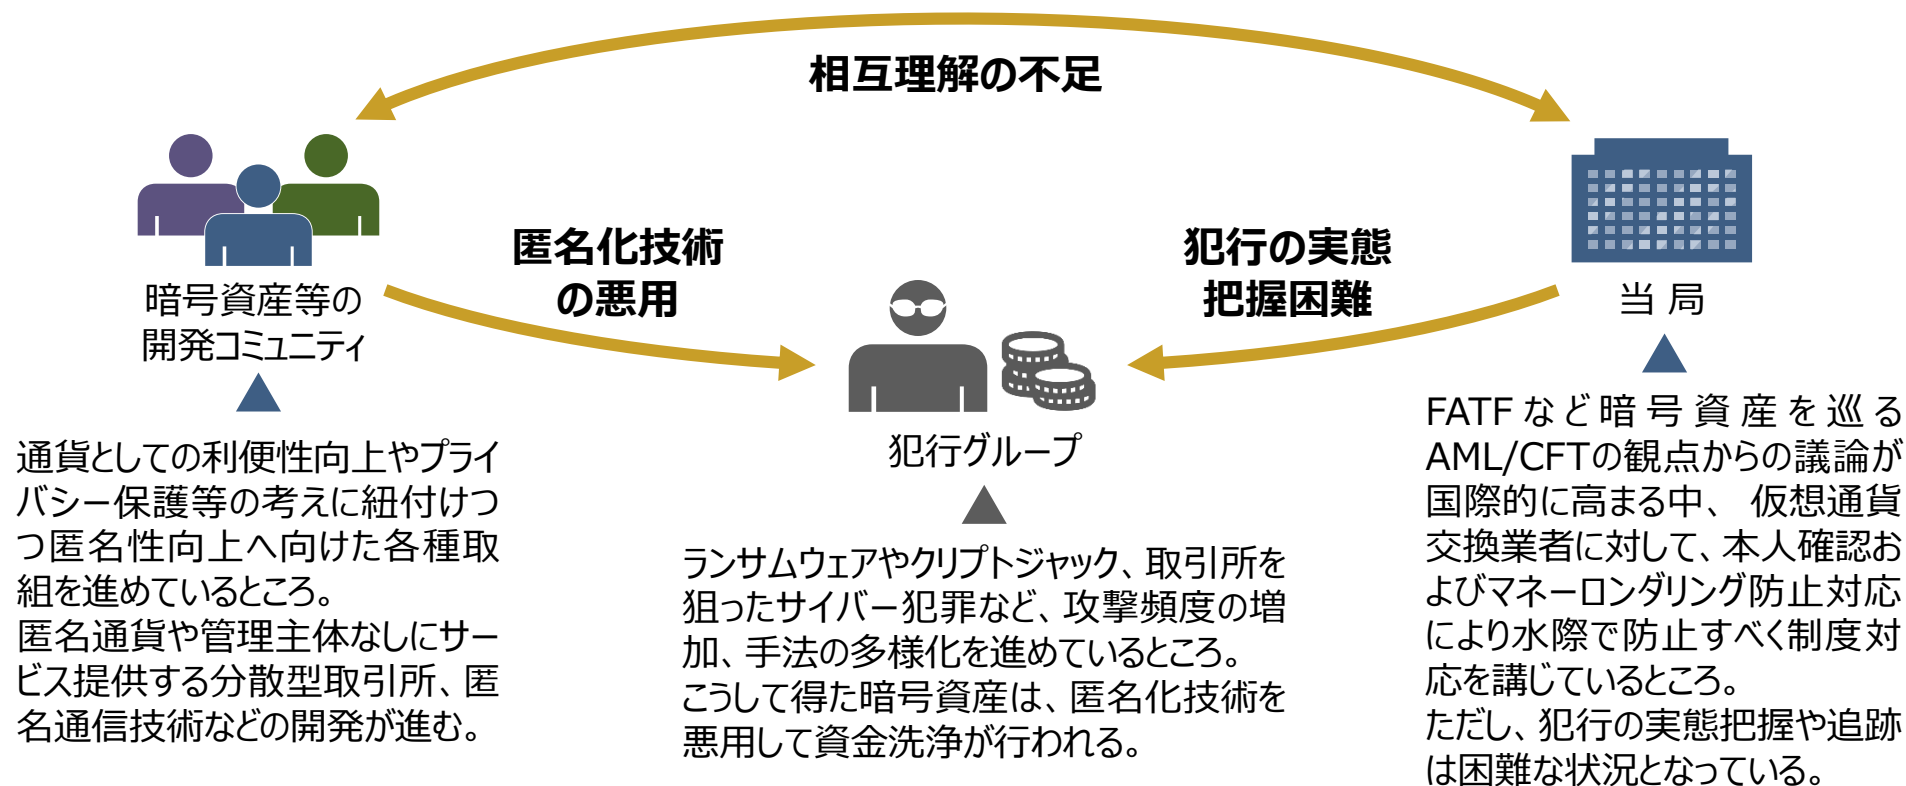 相互理解の不足
匿名化技術
の悪用
犯行の実態
把握困難
暗号資産等の
開発コミュニティ
通貨としての利便性向上やプライ
バシー保護等の考えに紐付けつ
つ匿名性向上へ向けた各種取
組を進めているところ。
匿名通貨や管理主体なしにサー
ビス提供する分散型取引所、匿
名通信技術などの開発が進む。
犯行グループ
ランサムウェアやクリプトジャック、取引所を
狙ったサイバー犯罪など、攻撃頻度の増
加、手法の多様化を進めているところ。
こうして得た暗号資産は、匿名化技術を
悪用して資金洗浄が行われる。
当 局
FATF など暗号資産を巡る
AML/CFTの観点からの議論が
国際的に高まる中、 仮想通貨
交換業者に対して、本人確認お
よびマネーロンダリング防止対応
により水際で防止すべく制度対
応を講じているところ。
ただし、犯行の実態把握や追跡
は困難な状況となっている。